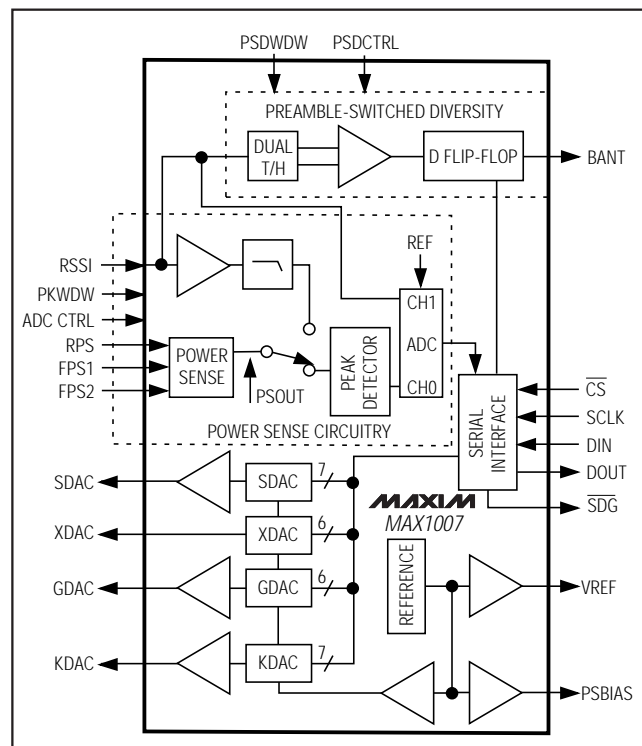 PSDWDW PSDCTRL
PREAMBLE-SWITCHED DIVERSITY
DUAL
T/H
D FLIP-FLOP
BANT
RSSI
PKWDW
ADC CTRL
RPS
FPS1
FPS2
REF
CH1
ADC
CH0
POWER
SENSE
PSOUT
PEAK
DETECTOR
POWER SENSE CIRCUITRY
SERIAL
INTERFACE
CS
SCLK
DIN
DOUT
SDG
SDAC SDAC 7
XDAC XDAC 6
GDAC GDAC 6
KDAC KDAC 7
MAXIM
MAX1007
REFERENCE
VREF
PSBIAS